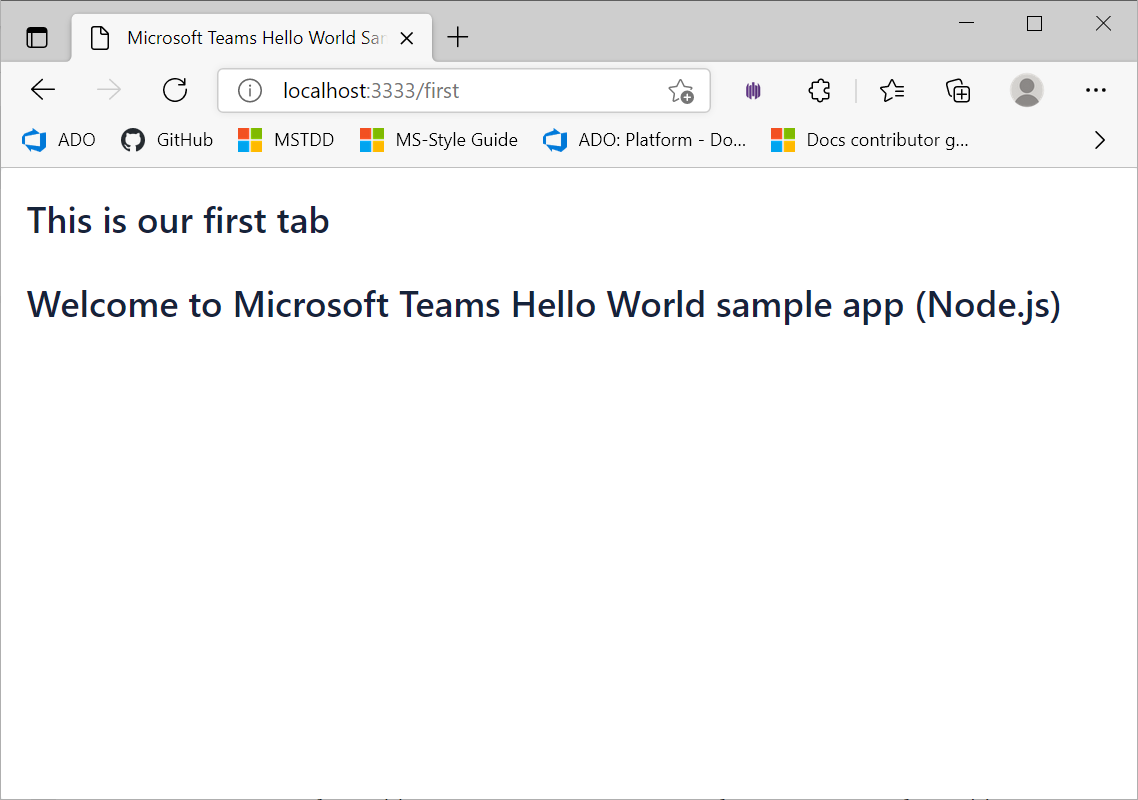 Microsoft Teams Hello World Sar
localhost:3333/first
ADO GitHub MSTDD MS-Style Guide ADO: Platform - Do... Docs contributor g...
This is our first tab
Welcome to Microsoft Teams Hello World sample app (Node.js)